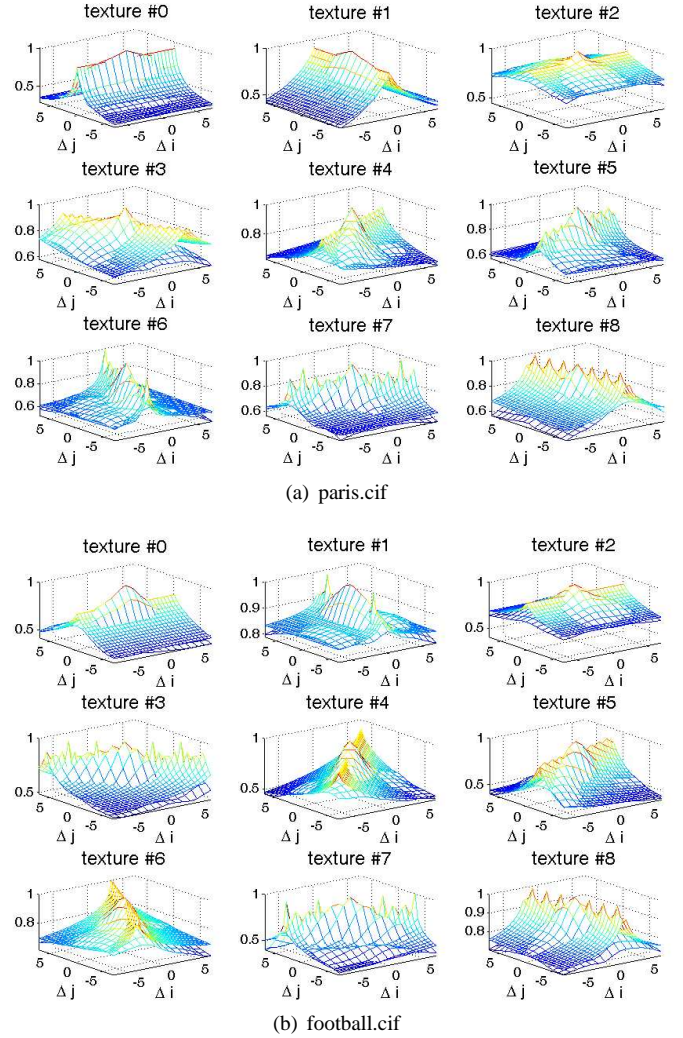 texture #0 texture #1 texture #2
1 1 1
0.5 0.5 0.5
5 0 -5 -5 0 5 5 0 -5 -5 0 5 5 0 -5 -5 0 5
Δ j Δ i Δ j Δ i Δ j Δ i
texture #3 texture #4 texture #5
1 1 1
0.8 0.8 0.8
0.6 0.6
5 0 -5 -5 0 5 5 0 -5 -5 0 5 5 0 -5 -5 0 5
Δ j Δ i Δ j Δ i Δ j Δ i
texture #6 texture #7 texture #8
1 1 1
0.8 0.8 0.8
0.6 0.6 0.6
5 0 -5 -5 0 5 5 0 -5 -5 0 5 5 0 -5 -5 0 5
Δ j Δ i Δ j Δ i Δ j Δ i
(a) paris.cif
texture #0 texture #1 texture #2
1 1 1
0.9
0.5 0.8 0.5
5 0 -5 -5 0 5 5 0 -5 -5 0 5 5 0 -5 -5 0 5
Δ j Δ i Δ j Δ i Δ j Δ i
texture #3 texture #4 texture #5
1 1 1
0.5 0.5 0.5
5 0 -5 -5 0 5 5 0 -5 -5 0 5 5 0 -5 -5 0 5
Δ j Δ i Δ j Δ i Δ j Δ i
texture #6 texture #7 texture #8
1 1 1
0.9
0.8 0.5 0.8
5 0 -5 -5 0 5 5 0 -5 -5 0 5 5 0 -5 -5 0 5
Δ j Δ i Δ j Δ i Δ j Δ i
(b) football.cif